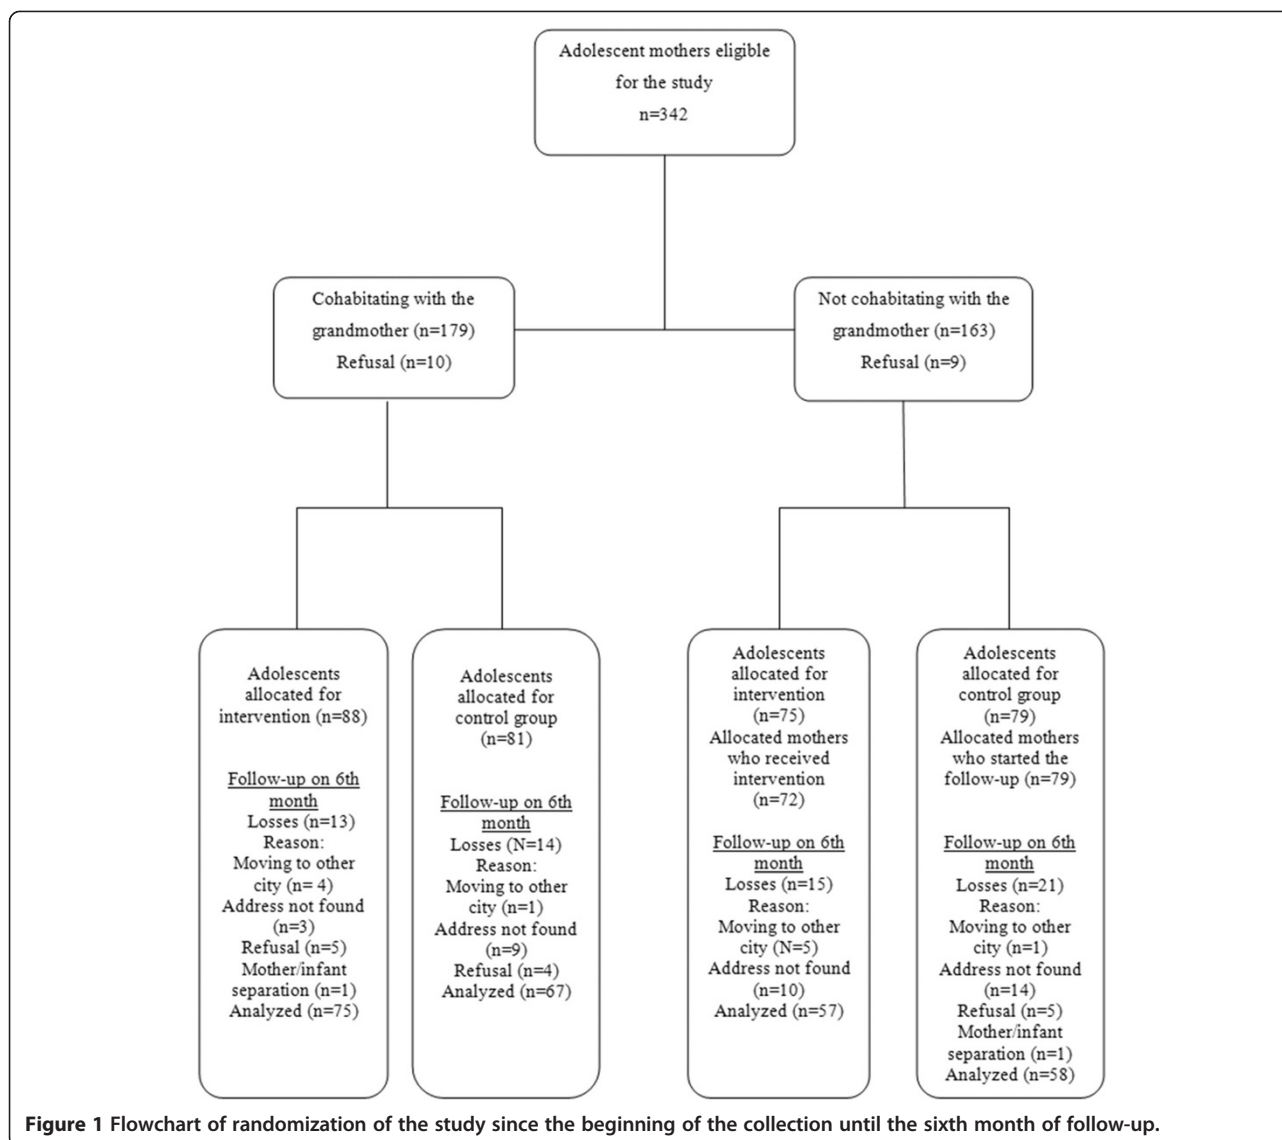 Adolescent mothers eligible
for the study
n=342
Cohabitating with the
grandmother (n=179)
Refusal (n=10)
Not cohabitating with the
grandmother (n=163)
Refusal (n=9)
Adolescents
allocated for
intervention (n=88)
Follow-up on 6th
month
Losses (n=13)
Reason:
Moving to other
city (n= 4)
Address not found
(n=3)
Refusal (n=5)
Mother/infant
separation (n=1)
Analyzed (n=75)
Adolescents
allocated for
control group
(n=81)
Follow-up on 6th
month
Losses (N=14)
Reason:
Moving to other
city (n=1)
Address not found
(n=9)
Refusal (n=4)
Analyzed (n=67)
Adolescents
allocated for
intervention
(n=75)
Allocated mothers
who received
intervention
(n=72)
Follow-up on 6th
month
Losses (n=15)
Reason:
Moving to other
city (N=5)
Address not found
(n=10)
Analyzed (n=57)
Adolescents
allocated for
control group
(n=79)
Allocated mothers
who started the
follow-up (n=79)
Follow-up on 6th
month
Losses (n=21)
Reason:
Moving to other
city (n=1)
Address not found
(n=14)
Refusal (n=5)
Mother/infant
separation (n=1)
Analyzed (n=58)
Figure 1 Flowchart of randomization of the study since the beginning of the collection until the sixth month of follow-up.